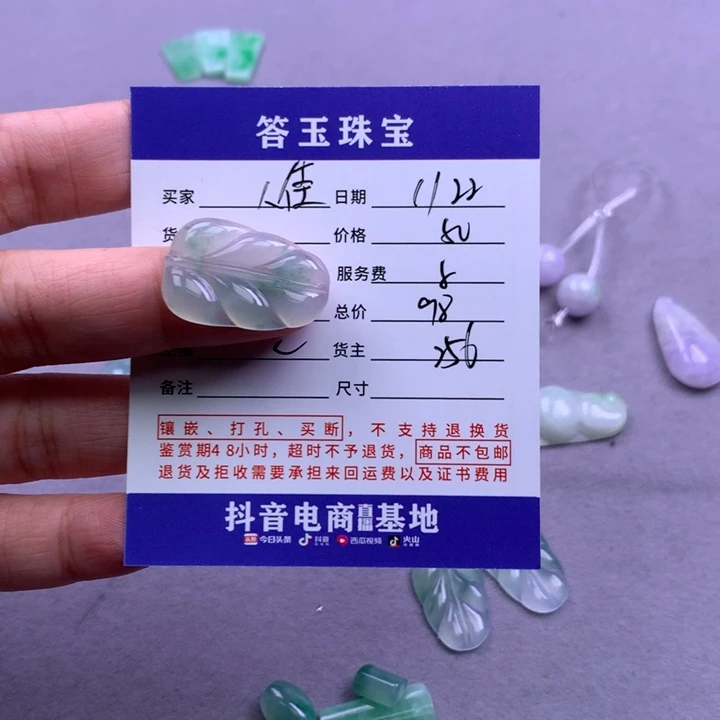 答玉珠宝
买家 佳 日期 11/22
货 价格 80
服务费 8
总价 98
货主 256
备注 尺寸
镶嵌、打孔、买断，不支持退换货
鉴赏期48小时，超时不予退货，商品不包邮
退货及拒收需要承担来回运费以及证书费用
抖音电商直播基地
头条 今日头条 抖音 西瓜视频 火山